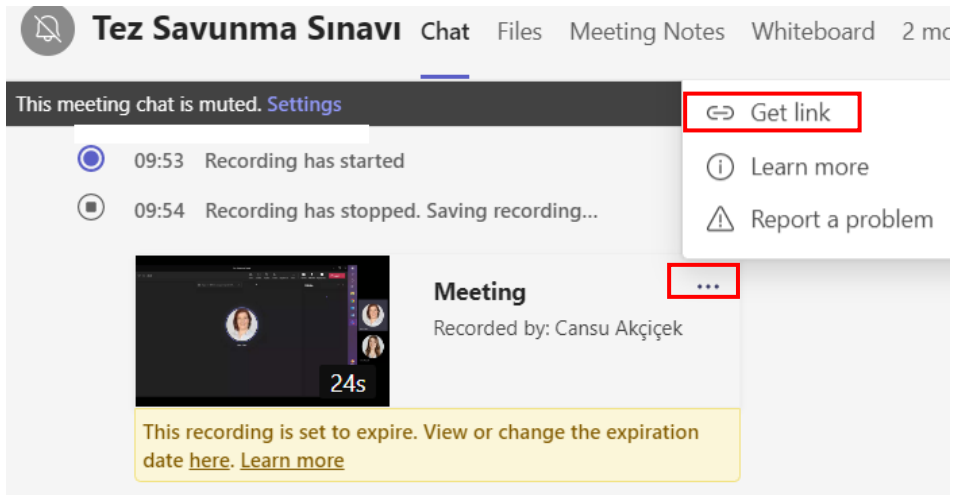 Tez Savunma Sınavı Chat Files Meeting Notes Whiteboard 2
This meeting chat is muted. Settings
Get link
09:53 Recording has started
Learn more
09:54 Recording has stopped. Saving recording...
Report a problem
Meeting
Recorded by: Cansu Akçiçek
24s
This recording is set to expire. View or change the expiration
date here. Learn more